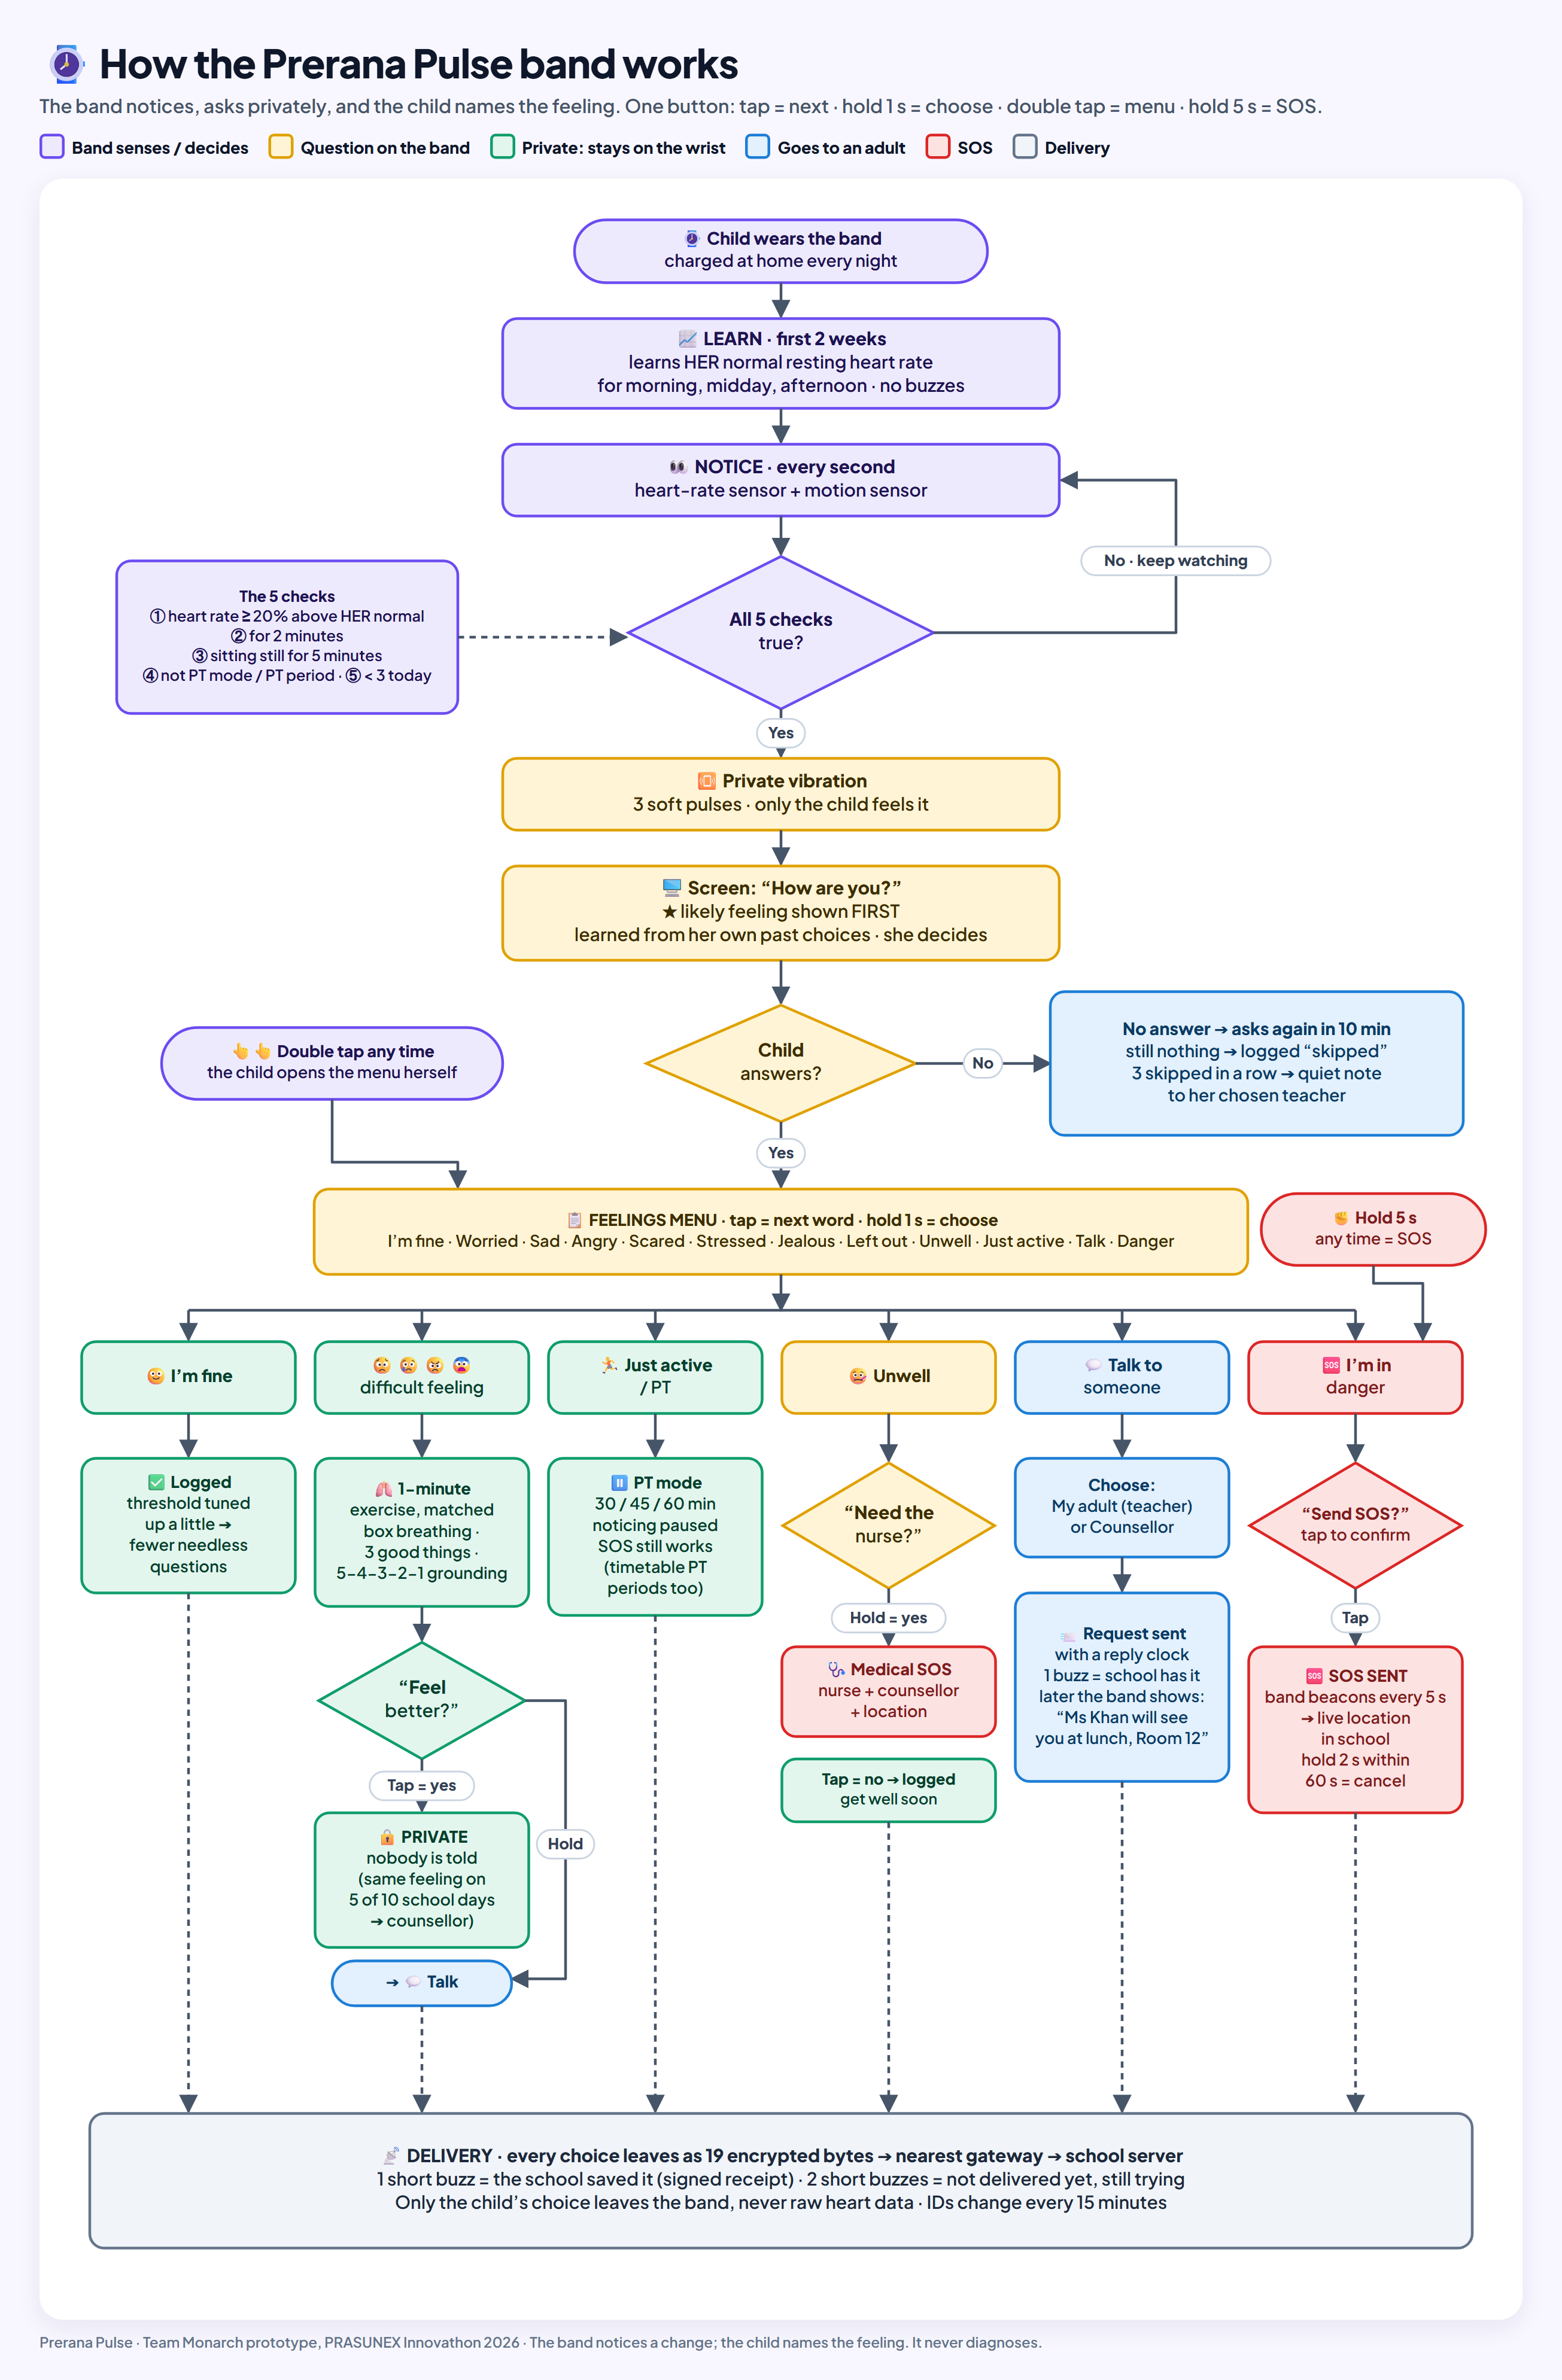 How the Prerana Pulse band works
The band notices, asks privately, and the child names the feeling. One button: tap = next · hold 1 s = choose · double tap = menu · hold 5 s = SOS.
Band senses / decides
Question on the band
Private: stays on the wrist
Goes to an adult
SOS
Delivery
Child wears the band
charged at home every night
LEARN · first 2 weeks
learns HER normal resting heart rate
for morning, midday, afternoon · no buzzes
NOTICE · every second
heart-rate sensor + motion sensor
No · keep watching
The 5 checks
① heart rate ≥ 20% above HER normal
② for 2 minutes
③ sitting still for 5 minutes
④ not PT mode / PT period · ⑤ < 3 today
All 5 checks
true?
Yes
Private vibration
3 soft pulses · only the child feels it
Screen: “How are you?”
★ likely feeling shown FIRST
learned from her own past choices · she decides
Double tap any time
the child opens the menu herself
Child
answers?
No
No answer → asks again in 10 min
still nothing → logged “skipped”
3 skipped in a row → quiet note
to her chosen teacher
Yes
FEELINGS MENU · tap = next word · hold 1 s = choose
I’m fine · Worried · Sad · Angry · Scared · Stressed · Jealous · Left out · Unwell · Just active · Talk · Danger
Hold 5 s
any time = SOS
I’m fine
difficult feeling
Just active
/ PT
Unwell
Talk to
someone
SOS I’m in
danger
Logged
threshold tuned
up a little →
fewer needless
questions
1-minute
exercise, matched
box breathing ·
3 good things ·
5-4-3-2-1 grounding
PT mode
30 / 45 / 60 min
noticing paused
SOS still works
(timetable PT
periods too)
“Need the
nurse?”
Choose:
My adult (teacher)
or Counsellor
“Send SOS?”
tap to confirm
Hold = yes
Tap
“Feel
better?”
Medical SOS
nurse + counsellor
+ location
Request sent
with a reply clock
1 buzz = school has it
later the band shows:
“Ms Khan will see
you at lunch, Room 12”
SOS SOS SENT
band beacons every 5 s
→ live location
in school
hold 2 s within
60 s = cancel
Tap = yes
Tap = no → logged
get well soon
PRIVATE
nobody is told
(same feeling on
5 of 10 school days
→ counsellor)
Hold
→ Talk
DELIVERY · every choice leaves as 19 encrypted bytes → nearest gateway → school server
1 short buzz = the school saved it (signed receipt) · 2 short buzzes = not delivered yet, still trying
Only the child’s choice leaves the band, never raw heart data · IDs change every 15 minutes
Prerana Pulse · Team Monarch prototype, PRASUNEX Innovathon 2026 · The band notices a change; the child names the feeling. It never diagnoses.